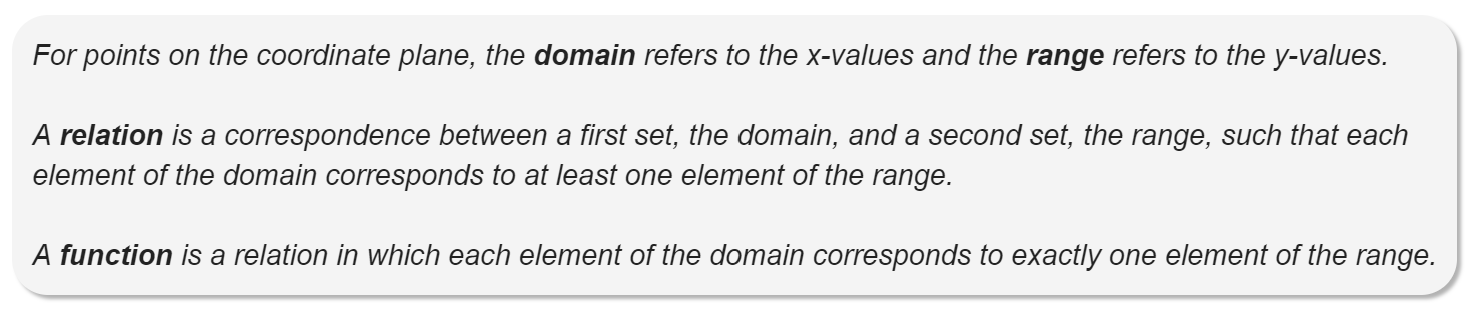 For points on the coordinate plane, the domain refers to the x-values and the range refers to the y-values.
A relation is a correspondence between a first set, the domain, and a second set, the range, such that each
element of the domain corresponds to at least one element of the range.
A function is a relation in which each element of the domain corresponds to exactly one element of the range.